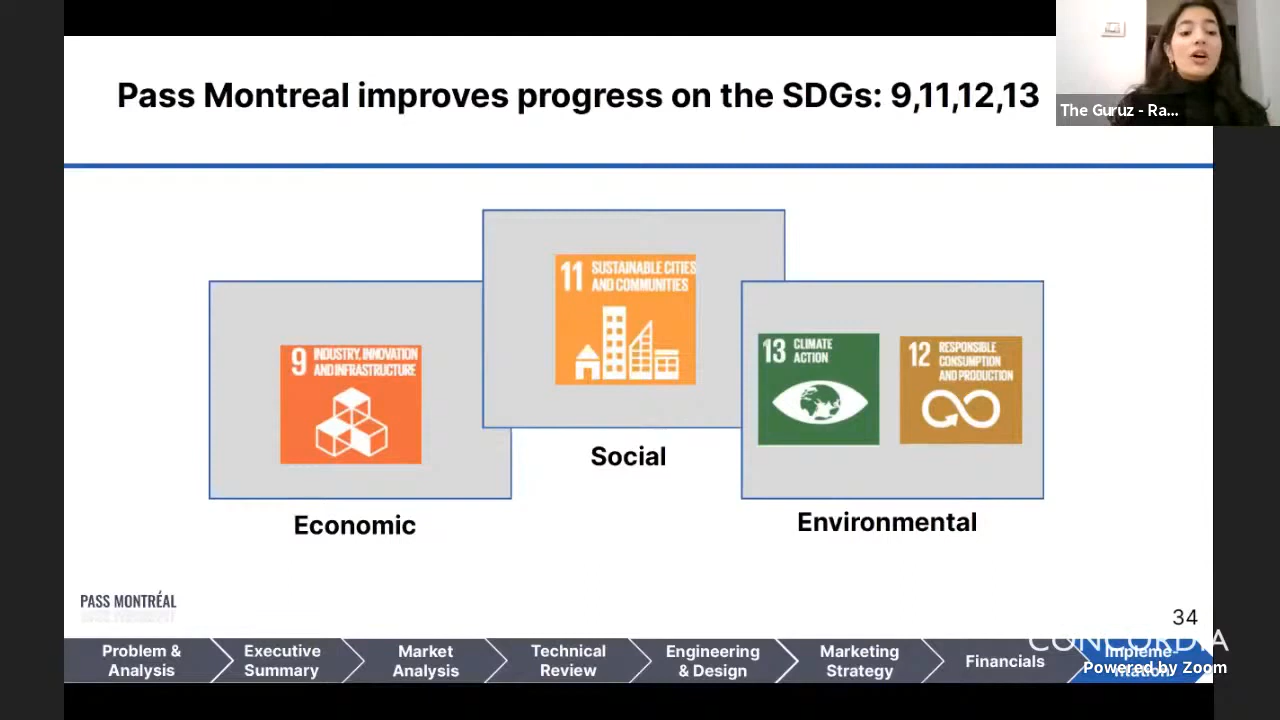 Pass Montreal improves progress on the SDGs: 9,11,12,13
The Guruz - Ra...
11 SUSTAINABLE CITIES
AND COMMUNITIES
9 INDUSTRY, INNOVATION
AND INFRASTRUCTURE
13 CLIMATE
ACTION
12 RESPONSIBLE
CONSUMPTION
AND PRODUCTION
Social
Economic
Environmental
PASS MONTRÉAL
34
CONCORDIA
Problem &
Analysis
Executive
Summary
Market
Analysis
Technical
Review
Engineering
& Design
Marketing
Strategy
Financials
Impleme-
ntation
Powered by Zoom